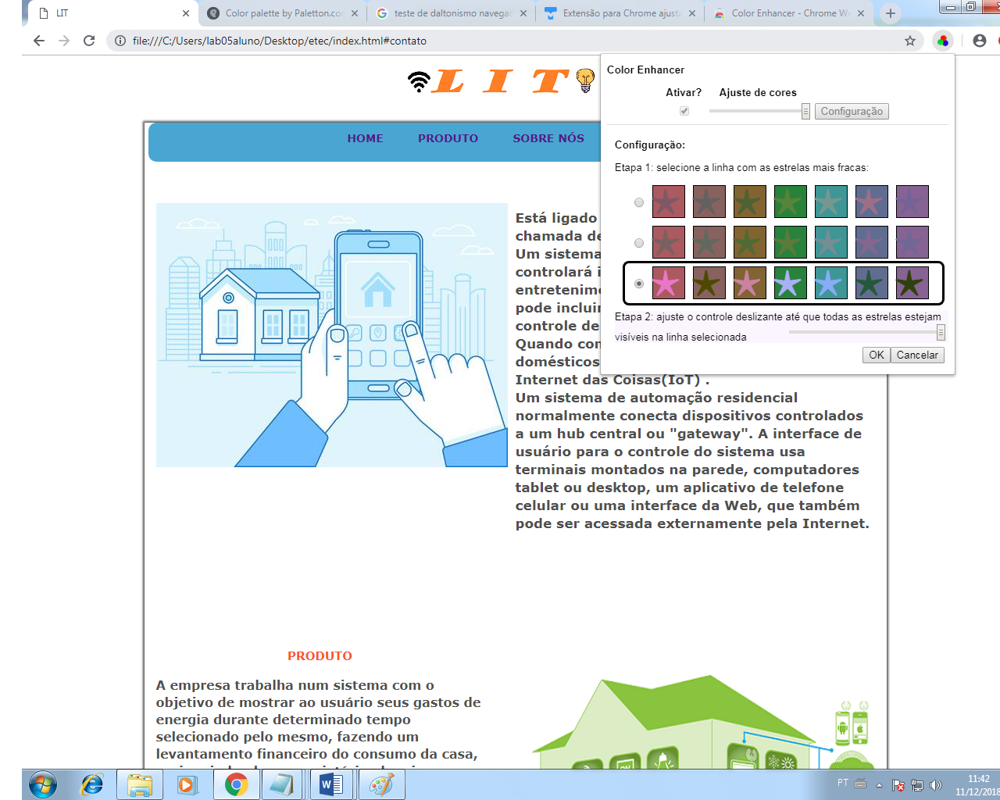 LIT
Color palette by Paletton.co
teste de daltonismo navega
Extensão para Chrome ajust
Color Enhancer - Chrome W
file:///C:/Users/lab05aluno/Desktop/etec/index.html#contato
LIT
HOME PRODUTO SOBRE NÓS
Color Enhancer
Ativar? Ajuste de cores
Configuração
Configuração:
Etapa 1: selecione a linha com as estrelas mais fracas:
Etapa 2: ajuste o controle deslizante até que todas as estrelas estejam
visíveis na linha selecionada
OK Cancelar
Está ligado
chamada de
Um sistema
controlará i
entretenime
pode incluir
controle de
Quando con
domésticos
Internet das Coisas(IoT) .
Um sistema de automação residencial
normalmente conecta dispositivos controlados
a um hub central ou "gateway". A interface de
usuário para o controle do sistema usa
terminais montados na parede, computadores
tablet ou desktop, um aplicativo de telefone
celular ou uma interface da Web, que também
pode ser acessada externamente pela Internet.
PRODUTO
A empresa trabalha num sistema com o
objetivo de mostrar ao usuário seus gastos de
energia durante determinado tempo
selecionado pelo mesmo, fazendo um
levantamento financeiro do consumo da casa,
PT
11:42
11/12/2018